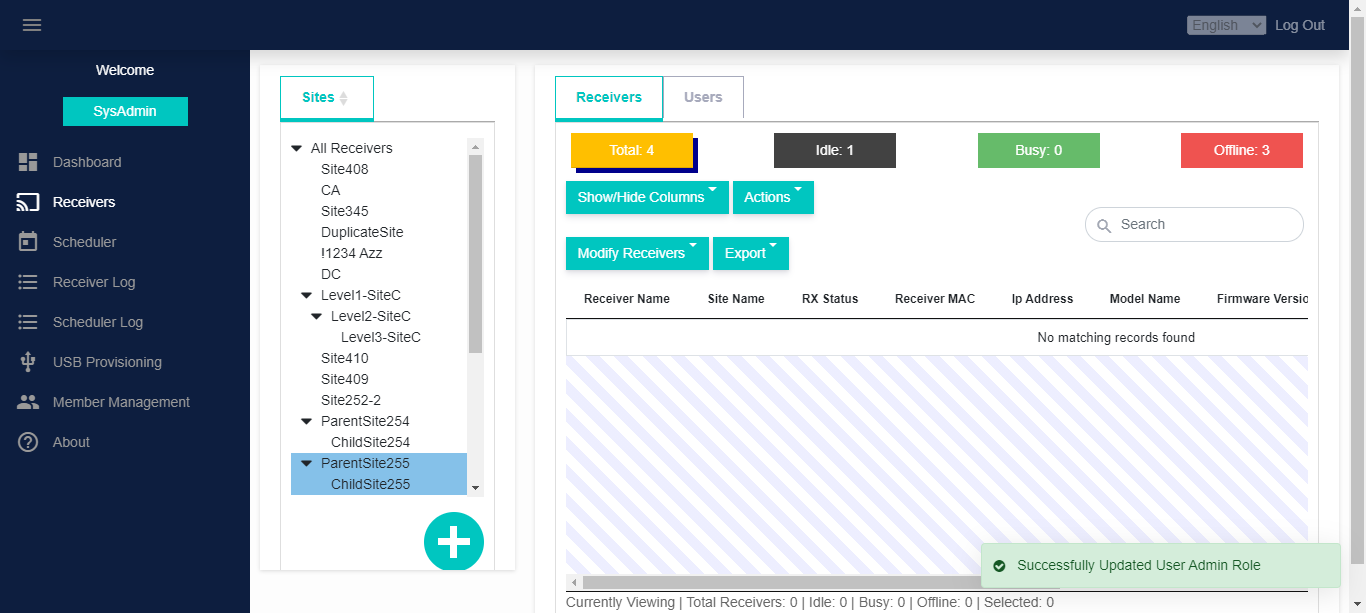 English
Log Out
Welcome
SysAdmin
Dashboard
Receivers
Scheduler
Receiver Log
Scheduler Log
USB Provisioning
Member Management
About
Sites
All Receivers
Site408
CA
Site345
DuplicateSite
!1234 Azz
DC
Level1-SiteC
Level2-SiteC
Level3-SiteC
Site410
Site409
Site252-2
ParentSite254
ChildSite254
ParentSite255
ChildSite255
Receivers Users
Total: 4 Idle: 1 Busy: 0 Offline: 3
Show/Hide Columns Actions
Search
Modify Receivers Export
Receiver Name Site Name RX Status Receiver MAC Ip Address Model Name Firmware Versio
No matching records found
Successfully Updated User Admin Role
Currently Viewing | Total Receivers: 0 | Idle: 0 | Busy: 0 | Offline: 0 | Selected: 0